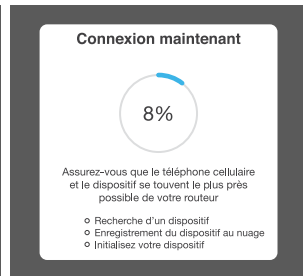 Connexion maintenant
8%
Assurez-vous que le téléphone cellulaire
et le dispositif se touvent le plus près
possible de votre routeur
Recherche d'un dispositif
Enregistrement du dispositif au nuage
Initialisez votre dispositif